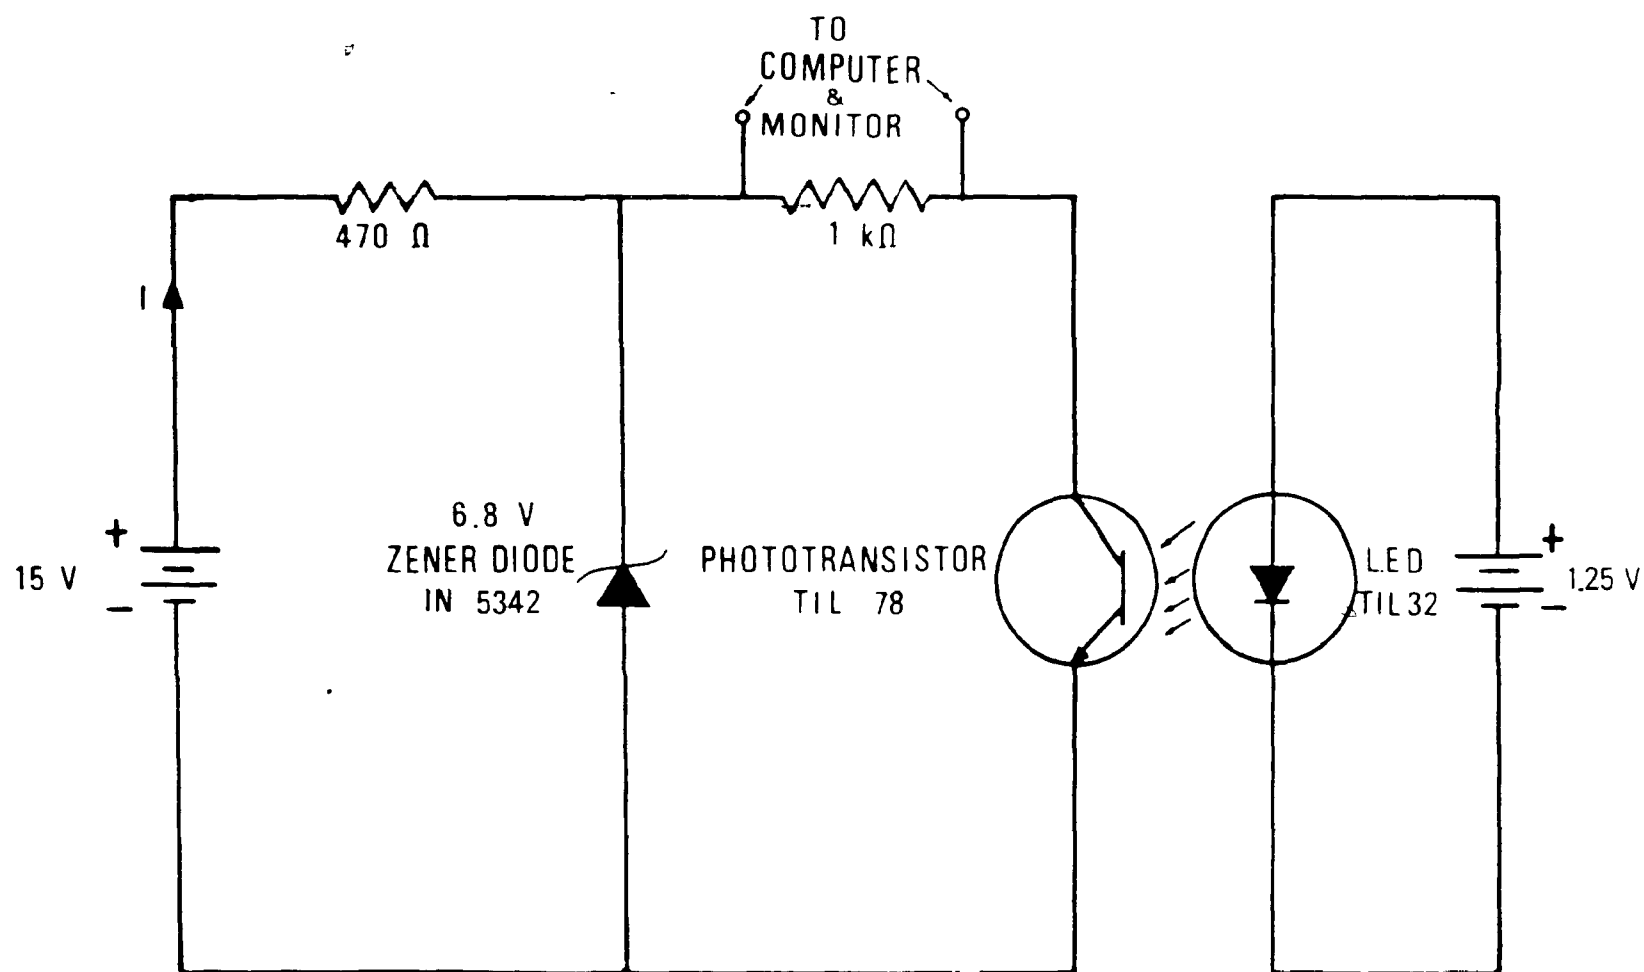 TO
COMPUTER
&
MONITOR
470 Ω
1 kΩ
I
+
15 V
−
6.8 V
ZENER DIODE
IN 5342
PHOTOTRANSISTOR
TIL 78
LED
TIL32
+
1.25 V
−